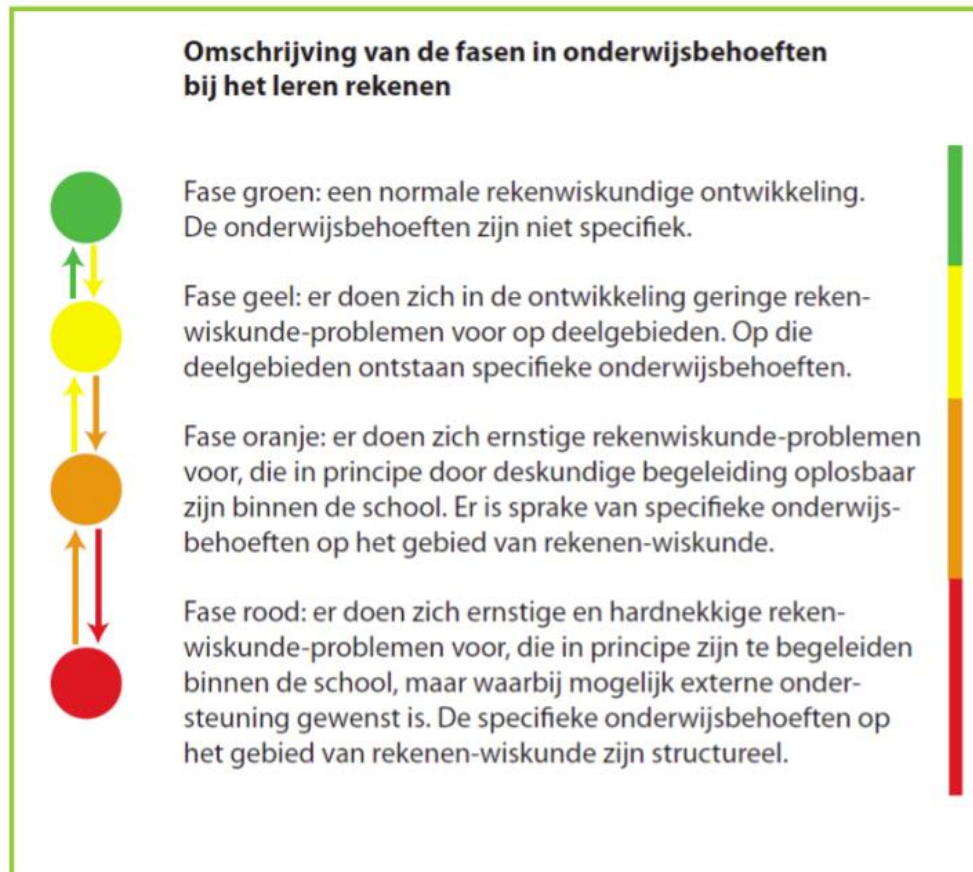 Omschrijving van de fasen in onderwijsbehoeften
bij het leren rekenen
Fase groen: een normale rekenwiskundige ontwikkeling.
De onderwijsbehoeften zijn niet specifiek.
Fase geel: er doen zich in de ontwikkeling geringe reken-
wiskunde-problemen voor op deelgebieden. Op die
deelgebieden ontstaan specifieke onderwijsbehoeften.
Fase oranje: er doen zich ernstige rekenwiskunde-problemen
voor, die in principe door deskundige begeleiding oplosbaar
zijn binnen de school. Er is sprake van specifieke onderwijs-
behoeften op het gebied van rekenen-wiskunde.
Fase rood: er doen zich ernstige en hardnekkige reken-
wiskunde-problemen voor, die in principe zijn te begeleiden
binnen de school, maar waarbij mogelijk externe onder-
steuning gewenst is. De specifieke onderwijsbehoeften op
het gebied van rekenen-wiskunde zijn structureel.